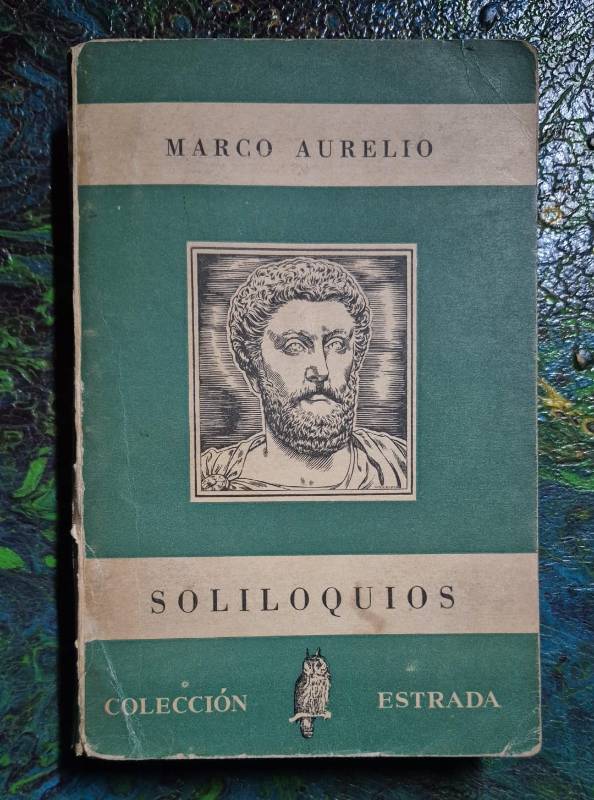 MARCO AURELIO
SOLILOQUIOS
COLECCIÓN ESTRADA